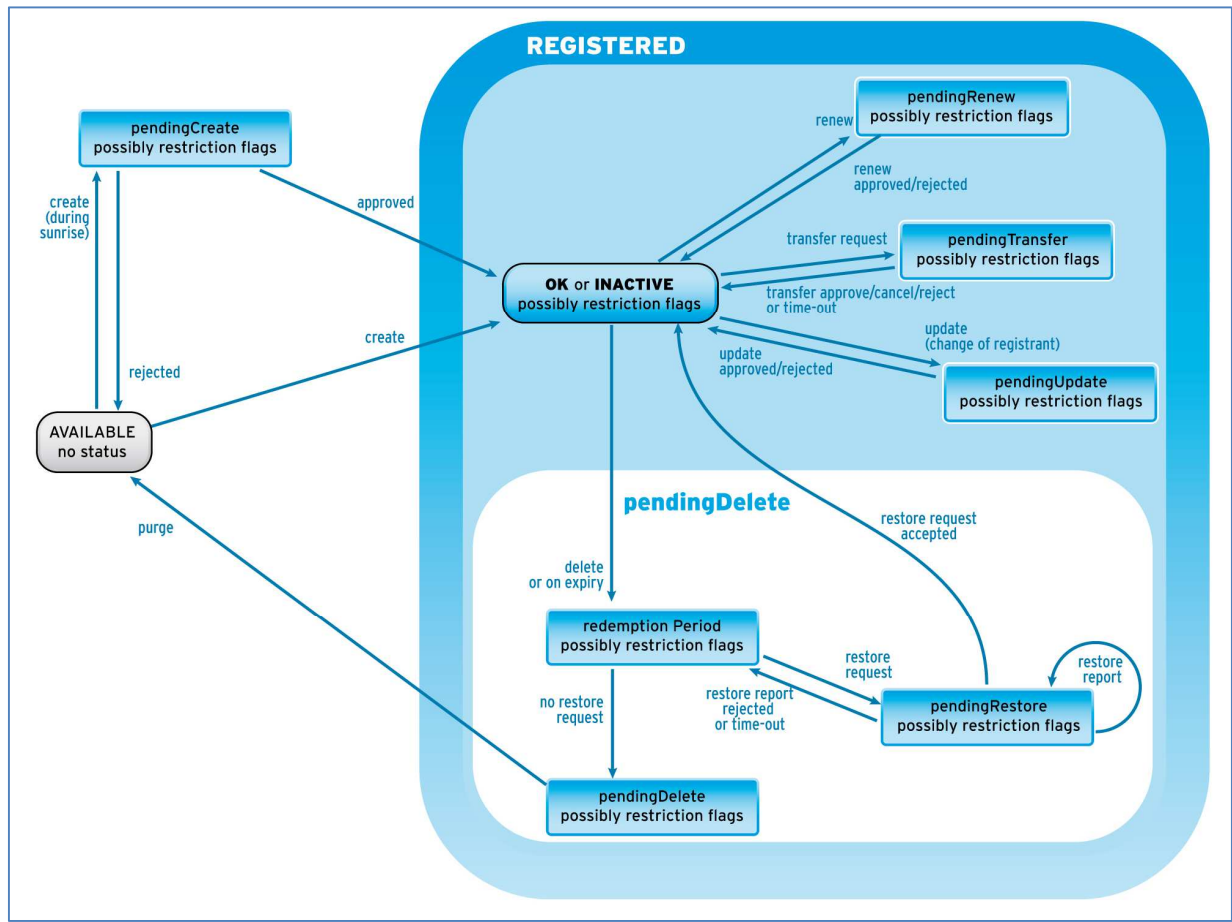 REGISTERED
pendingCreate
possibly restriction flags
pendingRenew
possibly restriction flags
renew
renew
approved/rejected
create
(during
sunrise)
approved
transfer request
pendingTransfer
possibly restriction flags
OK or INACTIVE
possibly restriction flags
transfer approve/cancel/reject
or time-out
create
update
(change of registrant)
update
approved/rejected
rejected
pendingUpdate
possibly restriction flags
AVAILABLE
no status
pendingDelete
purge
restore request
accepted
delete
or on expiry
redemption Period
possibly restriction flags
restore
request
restore
report
no restore
request
restore report
rejected
or time-out
pendingRestore
possibly restriction flags
pendingDelete
possibly restriction flags